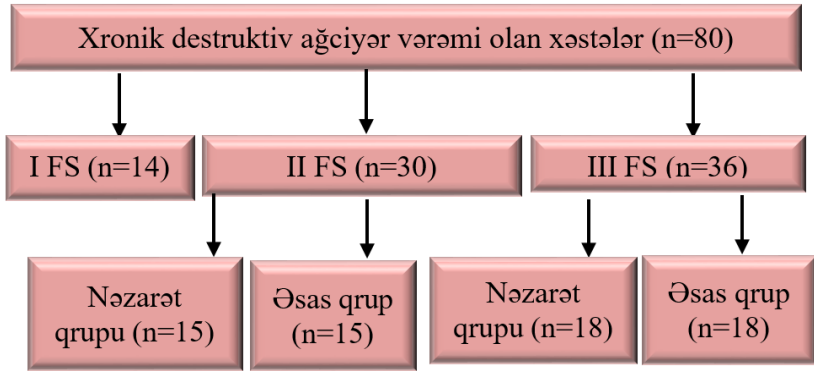 Xronik destruktiv ağciyər vərəmi olan xəstələr (n=80)
I FS (n=14)
II FS (n=30)
III FS (n=36)
Nəzarət
qrupu (n=15)
Əsas qrup
(n=15)
Nəzarət
qrupu (n=18)
Əsas qrup
(n=18)